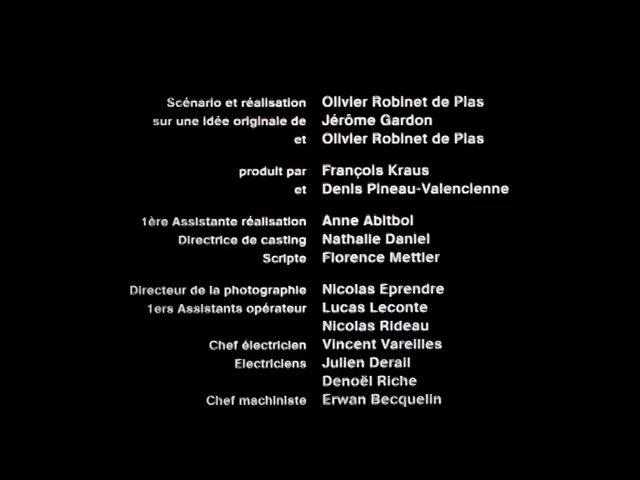 Scénario et réalisation Olivier Robinet de Plas
sur une idée originale de Jérôme Gardon
et Olivier Robinet de Plas
produit par François Kraus
et Denis Pineau-Valencienne
1ère Assistante réalisation Anne Abitbol
Directrice de casting Nathalie Daniel
Scripte Florence Mettler
Directeur de la photographie Nicolas Eprendre
1ers Assistants opérateur Lucas Leconte
Nicolas Rideau
Chef électricien Vincent Vareilles
Electriciens Julien Derail
Denoël Riche
Chef machiniste Erwan Becquelin